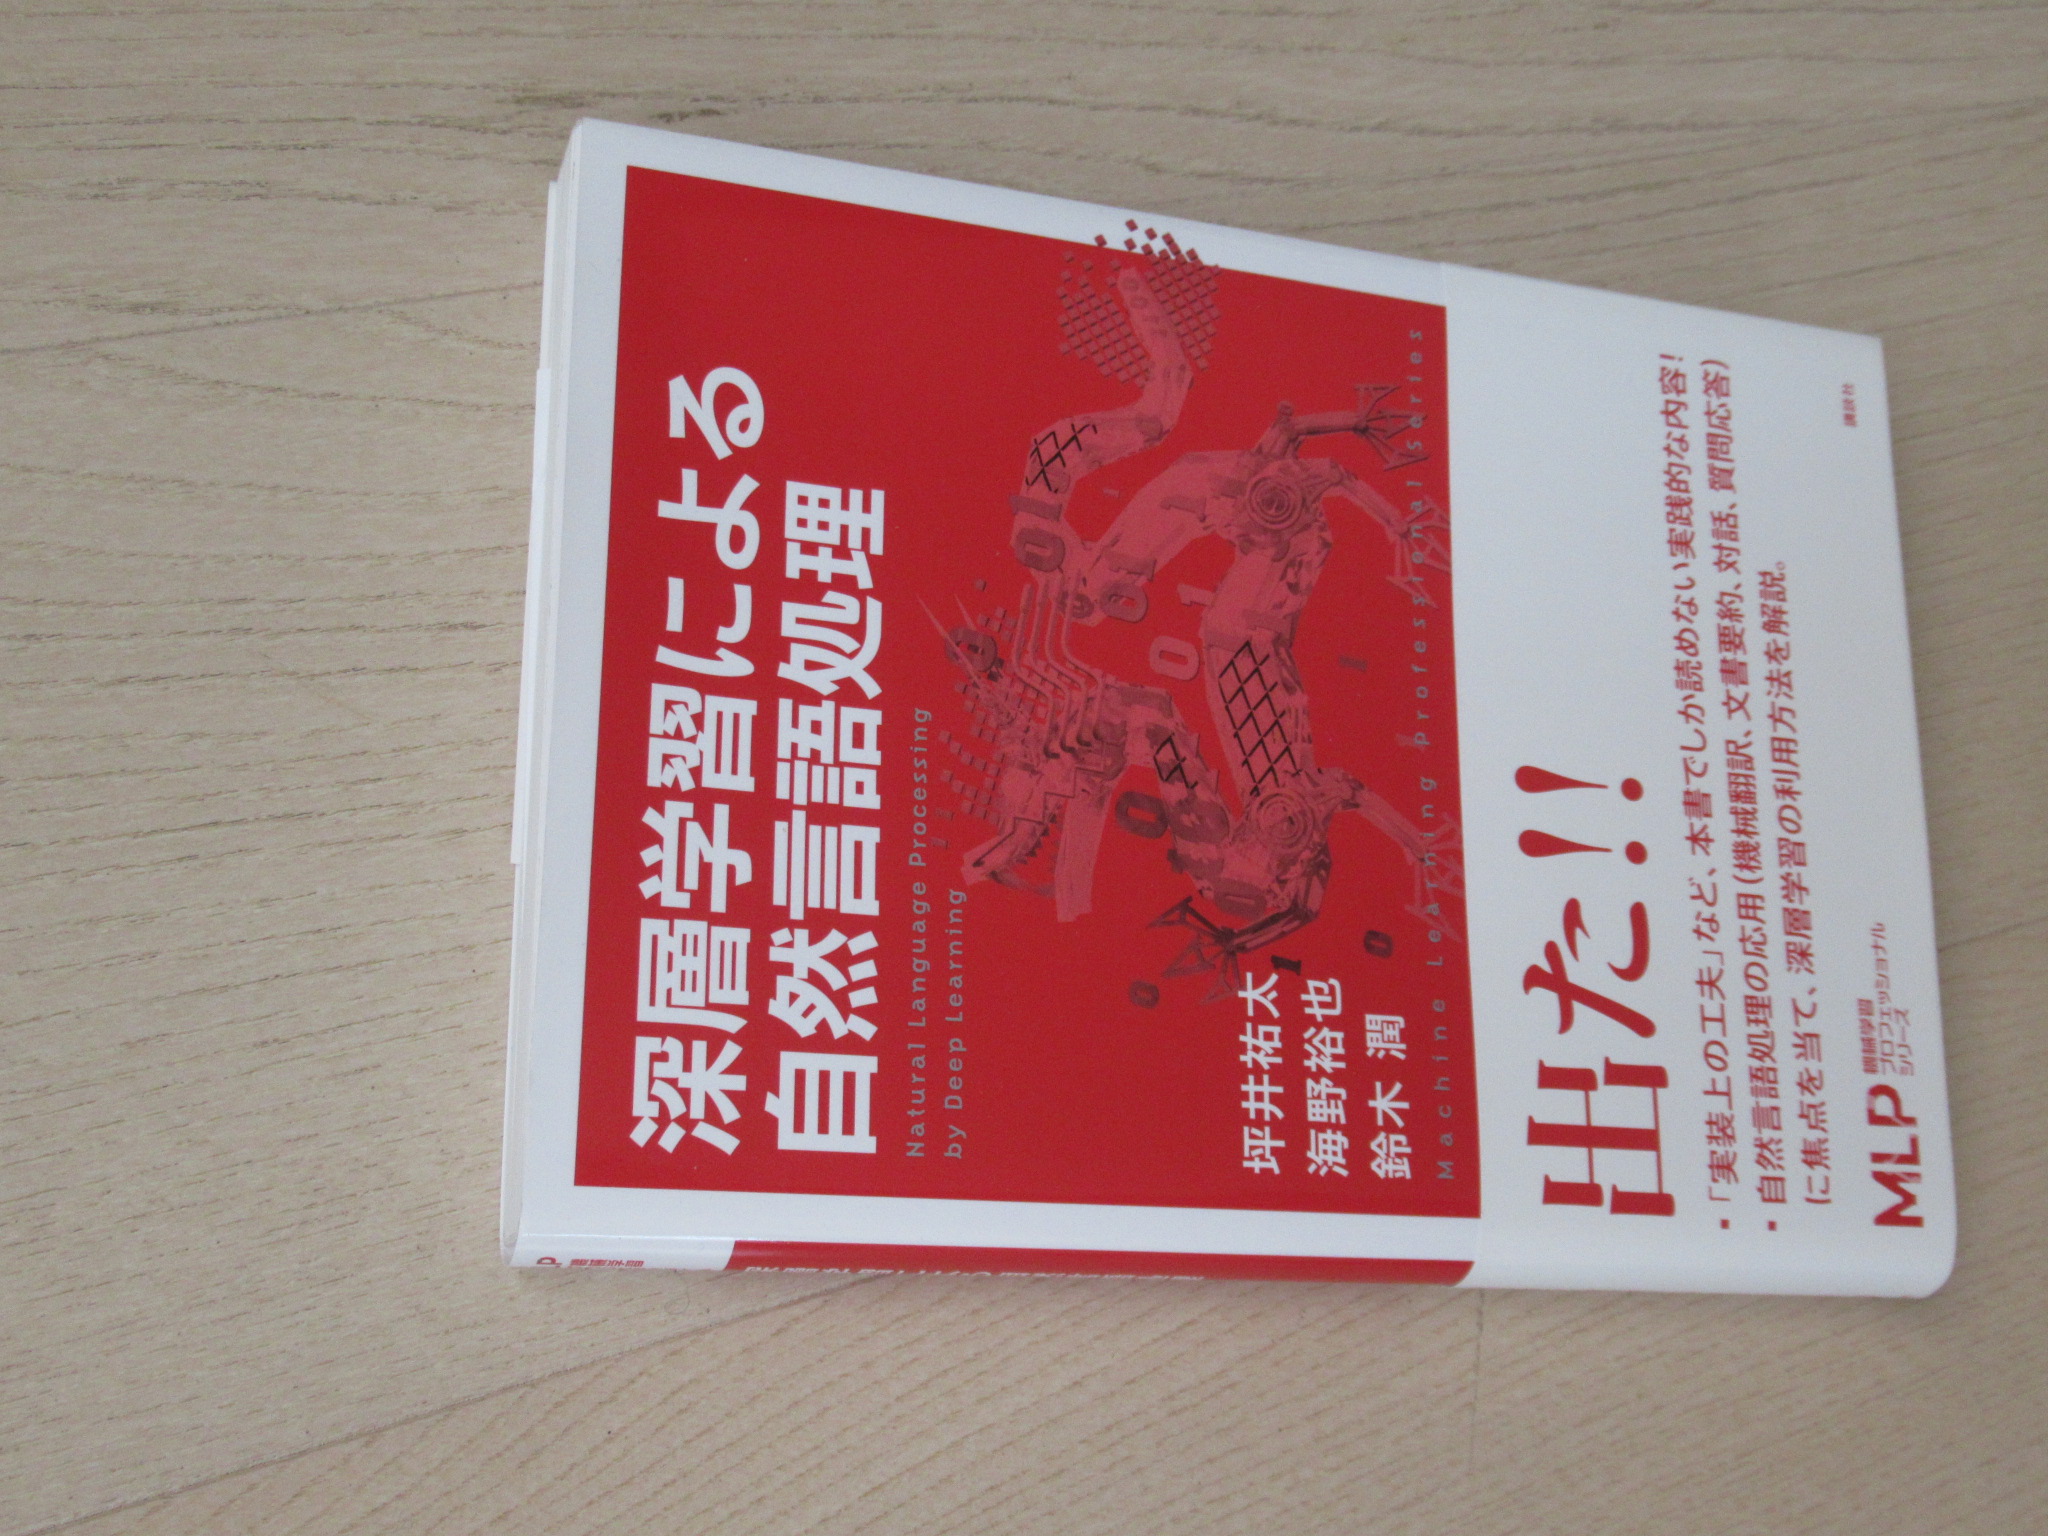 深層学習による
自然言語処理
Natural Language Processing
by Deep Learning
坪井祐太
海野裕也
鈴木 潤
Machine Learning Professional Series
出た!!
▪「実装上の工夫」など、本書でしか読めない実践的な内容!
▪自然言語処理の応用(機械翻訳、文書要約、対話、質問応答)
に焦点を当て、深層学習の利用方法を解説。
MLP
機械学習
プロフェッショナル
シリーズ
講談社